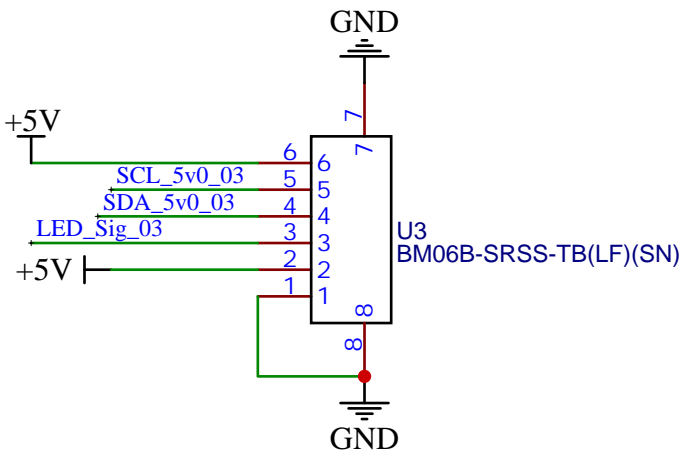 GND
7
7
+5V
6 6
SCL_5v0_03 5 5
SDA_5v0_03 4 4
LED_Sig_03 3 3
U3
BM06B-SRSS-TB(LF)(SN)
+5V 2 2
1 1
8
8
GND